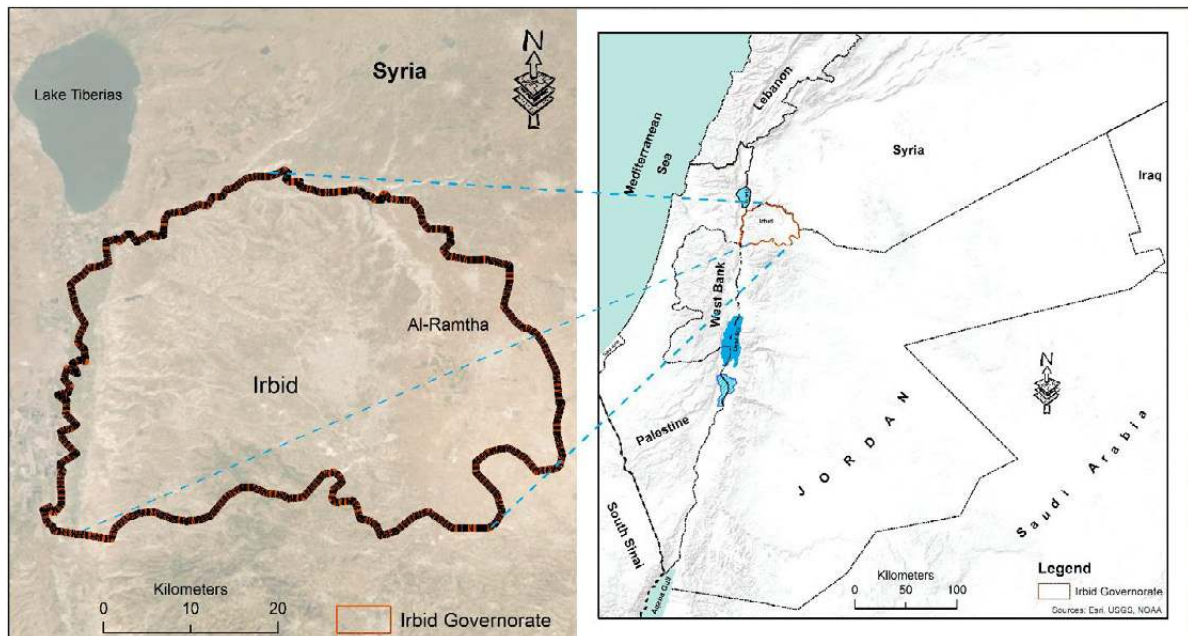 N
Syria
Lake Tiberias
Al-Ramtha
Irbid
Kilometers
0 10 20
Irbid Governorate
N
Lebanon
Mediterranean
Sea
Syria
Iraq
Irbid
West Bank
Palestine
JORDAN
Saudi Arabia
South Sinai
Kilometers
0 50 100
Legend
Irbid Governorate
Sources: Esri, USGS, NOAA